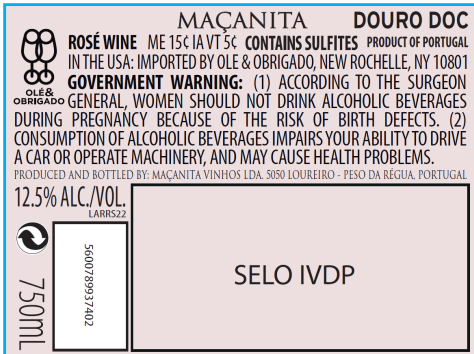 MAÇANITA DOURO DOC
ROSÉ WINE ME 15¢ IA VT 5¢ CONTAINS SULFITES PRODUCT OF PORTUGAL
IN THE USA: IMPORTED BY OLE & OBRIGADO, NEW ROCHELLE, NY 10801
OLÉ&
OBRIGADO
GOVERNMENT WARNING: (1) ACCORDING TO THE SURGEON
GENERAL, WOMEN SHOULD NOT DRINK ALCOHOLIC BEVERAGES
DURING PREGNANCY BECAUSE OF THE RISK OF BIRTH DEFECTS. (2)
CONSUMPTION OF ALCOHOLIC BEVERAGES IMPAIRS YOUR ABILITY TO DRIVE
A CAR OR OPERATE MACHINERY, AND MAY CAUSE HEALTH PROBLEMS.
PRODUCED AND BOTTLED BY: MAÇANITA VINHOS LDA. 5050 LOUREIRO - PESO DA RÉGUA, PORTUGAL
12.5% ALC./VOL.
LARRS22
750mL
5600789937402
SELO IVDP